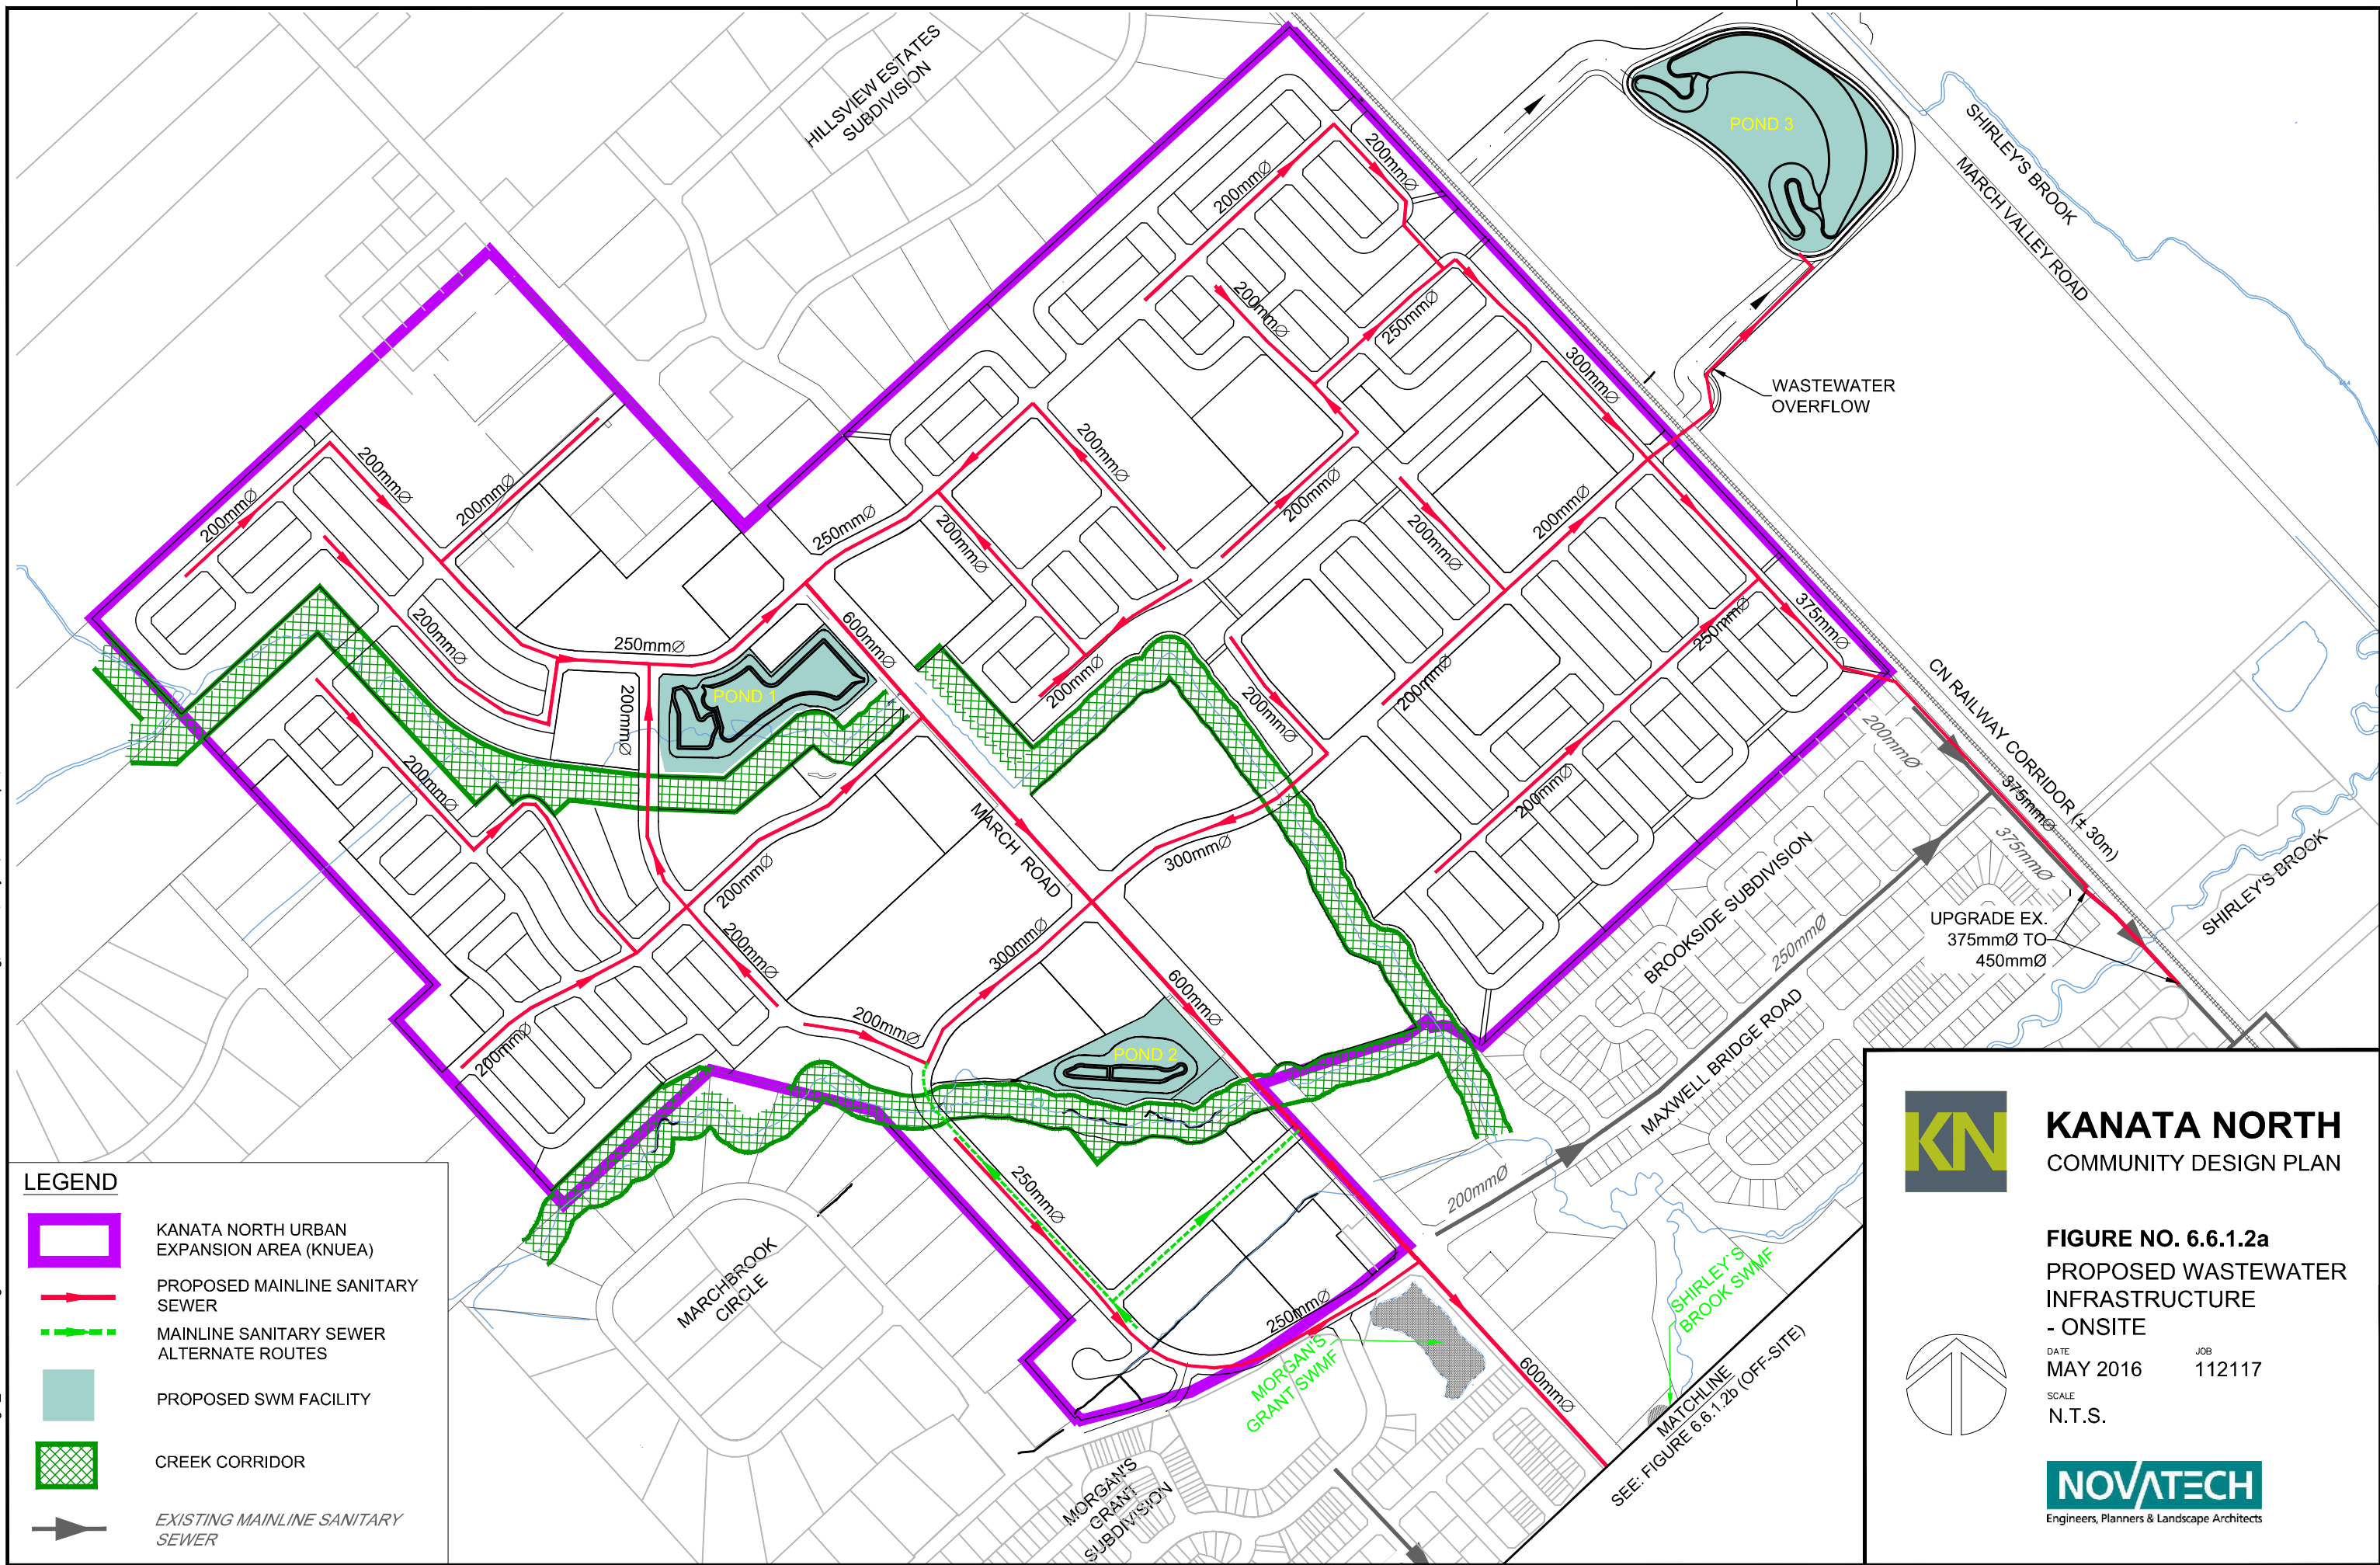 HILLSVIEW ESTATES
SUBDIVISION
POND 3
SHIRLEY'S BROOK
MARCH VALLEY ROAD
200mmØ
200mmØ
200mmØ
250mmØ
300mmØ
WASTEWATER
OVERFLOW
200mmØ
200mmØ
200mmØ
200mmØ
250mmØ
200mmØ
200mmØ
200mmØ
200mmØ
200mmØ
250mmØ
600mmØ
200mmØ
POND 1
200mmØ
200mmØ
200mmØ
200mmØ
250mmØ
375mmØ
200mmØ
CN RAILWAY CORRIDOR (± 30m)
200mmØ
375mmØ
375mmØ
200mmØ
MARCH ROAD
300mmØ
200mmØ
200mmØ
300mmØ
600mmØ
200mmØ
200mmØ
POND 2
BROOKSIDE SUBDIVISION
250mmØ
MAXWELL BRIDGE ROAD
200mmØ
SHIRLEY'S BROOK
UPGRADE EX.
375mmØ TO
450mmØ
250mmØ
250mmØ
MARCHBROOK
CIRCLE
MORGAN'S
GRANT SWMF
SHIRLEY'S
BROOK SWMF
600mmØ
MATCHLINE
SEE: FIGURE 6.6.1.2b (OFF-SITE)
MORGAN'S
GRANT
SUBDIVISION
LEGEND
KANATA NORTH URBAN
EXPANSION AREA (KNUEA)
PROPOSED MAINLINE SANITARY
SEWER
MAINLINE SANITARY SEWER
ALTERNATE ROUTES
PROPOSED SWM FACILITY
CREEK CORRIDOR
EXISTING MAINLINE SANITARY
SEWER
KN
KANATA NORTH
COMMUNITY DESIGN PLAN
FIGURE NO. 6.6.1.2a
PROPOSED WASTEWATER
INFRASTRUCTURE
- ONSITE
DATE
MAY 2016
JOB
112117
SCALE
N.T.S.
NOVATECH
Engineers, Planners & Landscape Architects